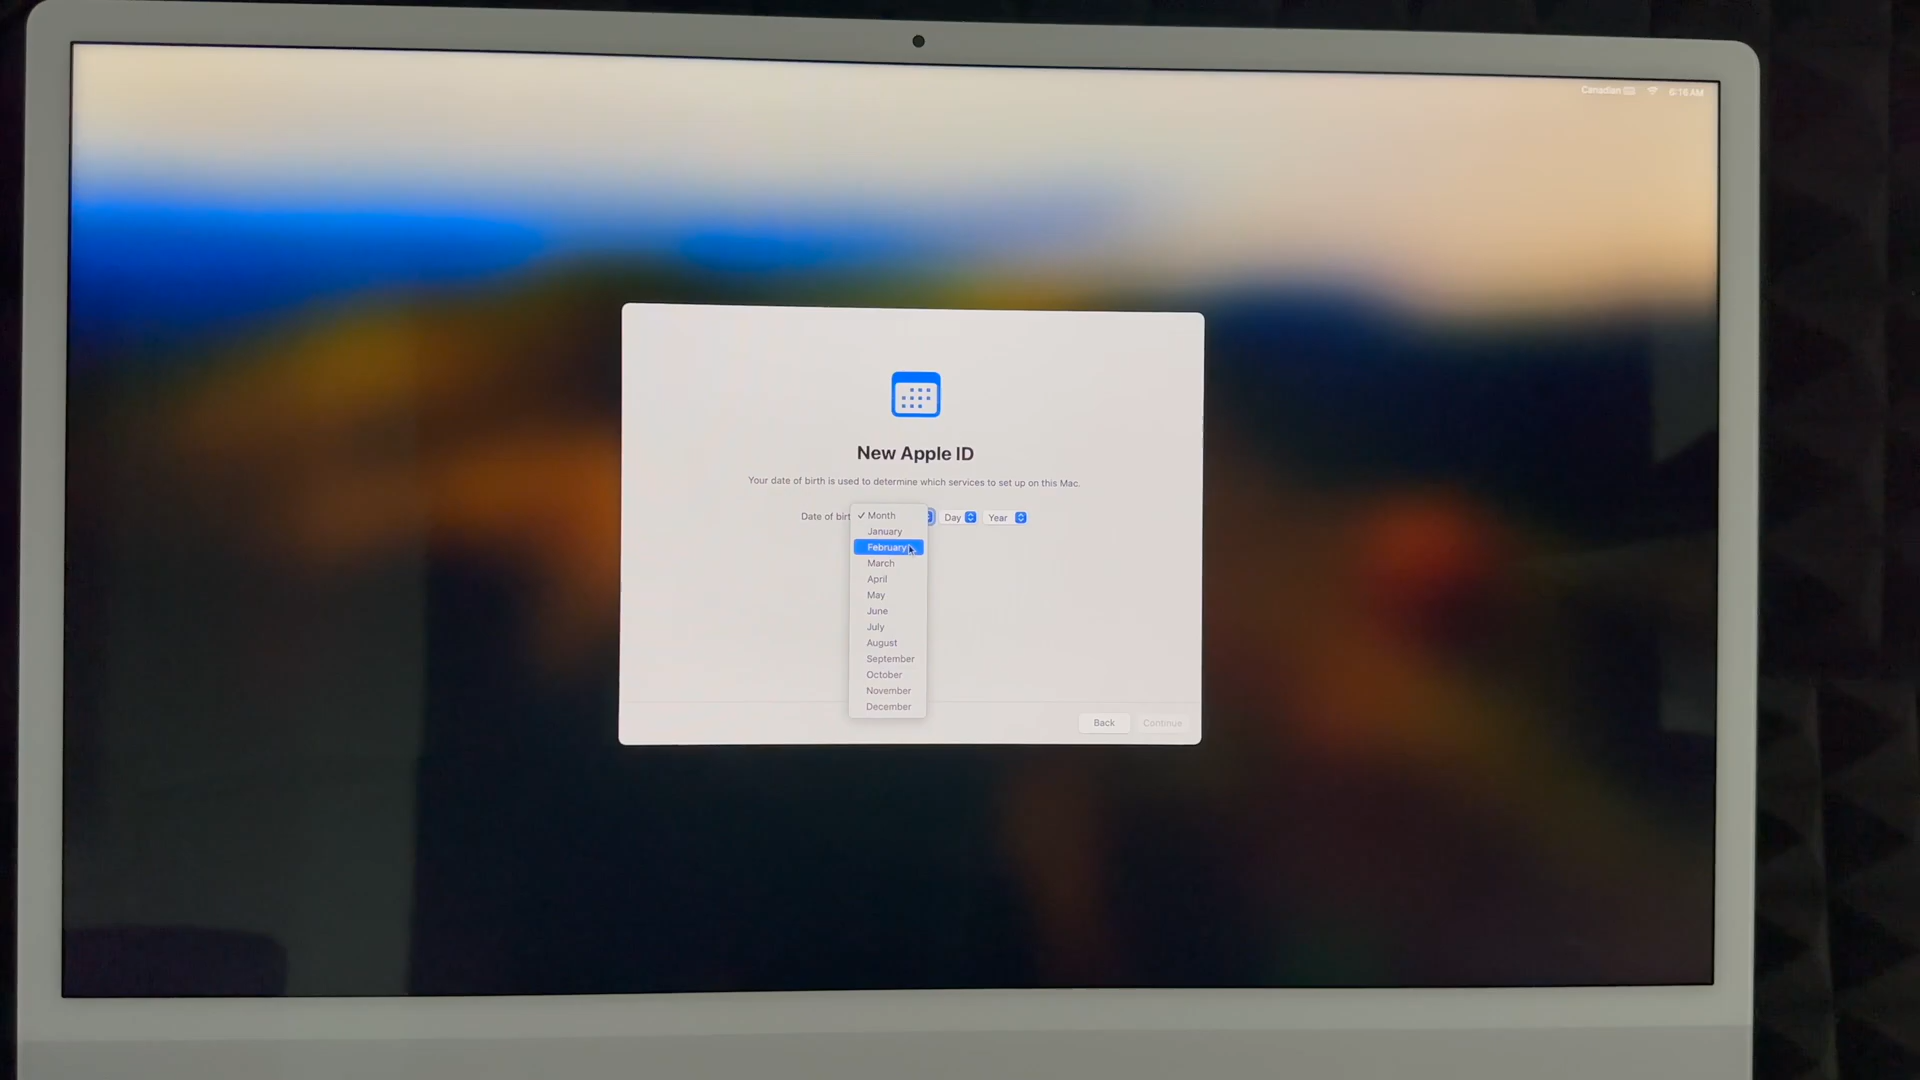 Canadian 6:16 AM
New Apple ID
Your date of birth is used to determine which services to set up on this Mac.
Date of birt ✓ Month Day Year
January
February
March
April
May
June
July
August
September
October
November
December
Back Continue